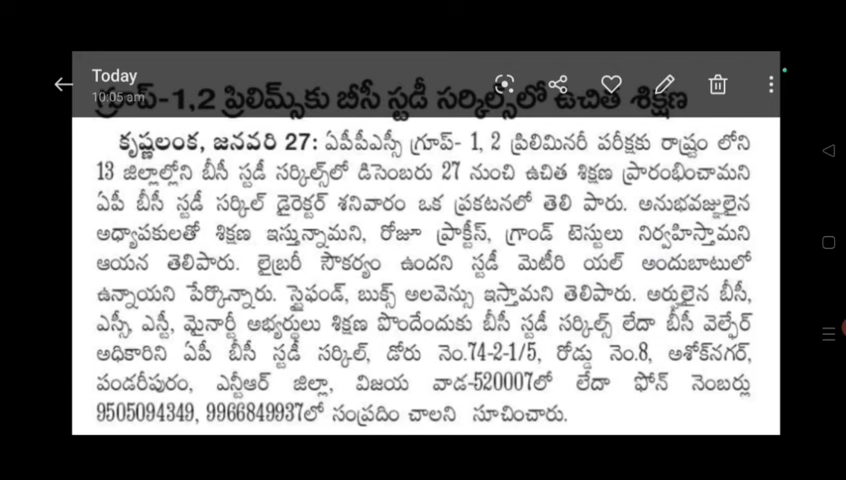 Today
10:05 am
గ్రూప్-1,2 ప్రిలిమ్స్‌కు బీసీ స్టడీ సర్కిల్స్‌లో ఉచిత శిక్షణ
కృష్ణలంక, జనవరి 27: ఏపీపీఎస్సీ గ్రూప్- 1, 2 ప్రిలిమినరీ పరీక్షకు రాష్ట్రం లోని
13 జిల్లాల్లోని బీసీ స్టడీ సర్కిల్స్‌లో డిసెంబరు 27 నుంచి ఉచిత శిక్షణ ప్రారంభించామని
ఏపీ బీసీ స్టడీ సర్కిల్ డైరెక్టర్ శనివారం ఒక ప్రకటనలో తెలి పారు. అనుభవజ్ఞులైన
అధ్యాపకులతో శిక్షణ ఇస్తున్నామని, రోజూ ప్రాక్టీస్, గ్రాండ్ టెస్టులు నిర్వహిస్తామని
ఆయన తెలిపారు. లైబ్రరీ సౌకర్యం ఉందని స్టడీ మెటీరి యల్ అందుబాటులో
ఉన్నాయని పేర్కొన్నారు. స్టైఫండ్, బుక్స్ అలవెన్సు ఇస్తామని తెలిపారు. అర్హులైన బీసీ,
ఎస్సీ, ఎస్టీ, మైనార్టీ అభ్యర్థులు శిక్షణ పొందేందుకు బీసీ స్టడీ సర్కిల్స్ లేదా బీసీ వెల్ఫేర్
అధికారిని ఏపీ బీసీ స్టడీ సర్కిల్, డోరు నెం.74-2-1/5, రోడ్డు నెం.8, అశోక్‌నగర్,
పండరీపురం, ఎన్టీఆర్ జిల్లా, విజయ వాడ-520007లో లేదా ఫోన్ నెంబర్లు
9505094349, 9966849937లో సంప్రదిం చాలని సూచించారు.